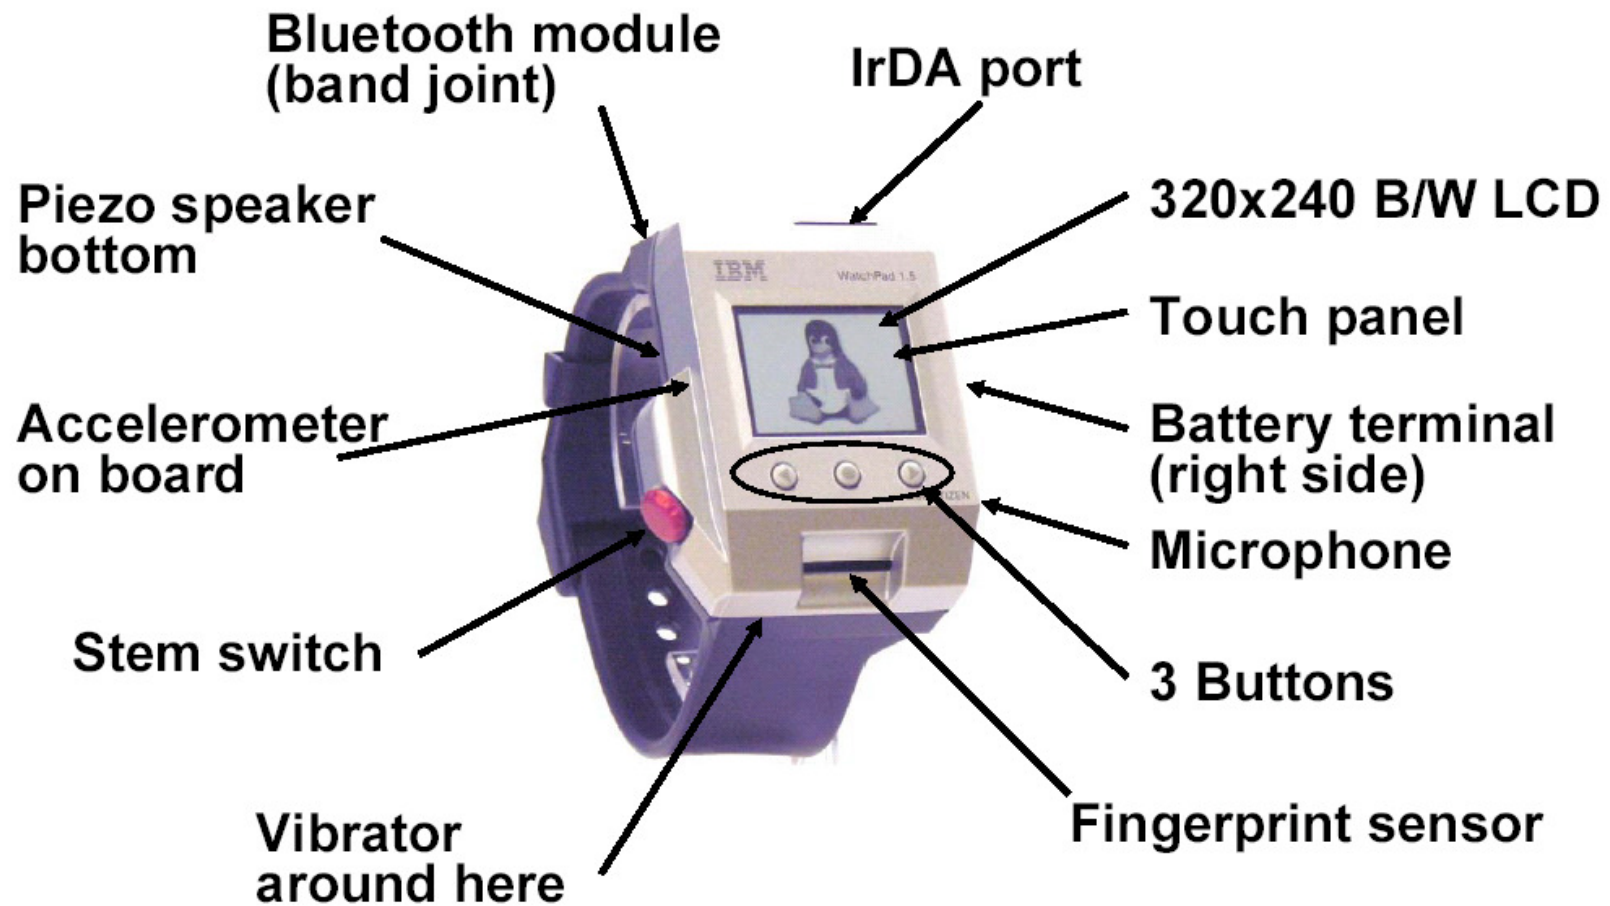 Bluetooth module
(band joint)
IrDA port
Piezo speaker
bottom
320x240 B/W LCD
IBM
WatchPad 1.5
Touch panel
Accelerometer
on board
Battery terminal
(right side)
Microphone
Stem switch
3 Buttons
Vibrator
around here
Fingerprint sensor